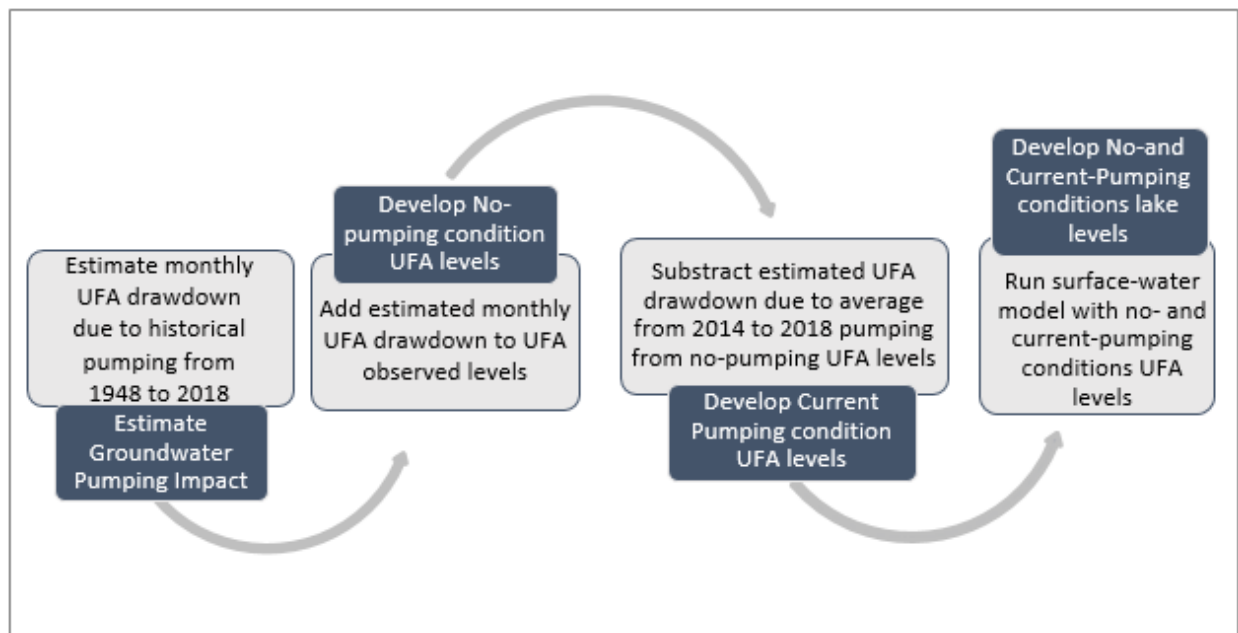 Estimate monthly
UFA drawdown
due to historical
pumping from
1948 to 2018
Estimate
Groundwater
Pumping Impact
Develop No-
pumping condition
UFA levels
Add estimated monthly
UFA drawdown to UFA
observed levels
Substract estimated UFA
drawdown due to average
from 2014 to 2018 pumping
from no-pumping UFA levels
Develop Current
Pumping condition
UFA levels
Develop No-and
Current-Pumping
conditions lake
levels
Run surface-water
model with no- and
current-pumping
conditions UFA
levels